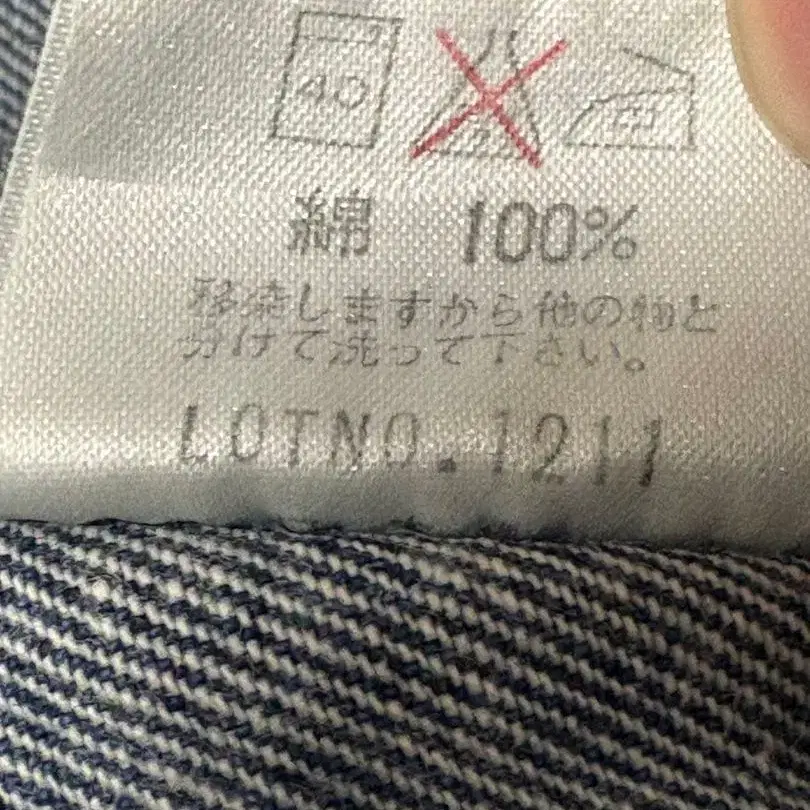 40
綿 100%
移染しますから他の物と
分けて洗って下さい。
LOTNO.1211